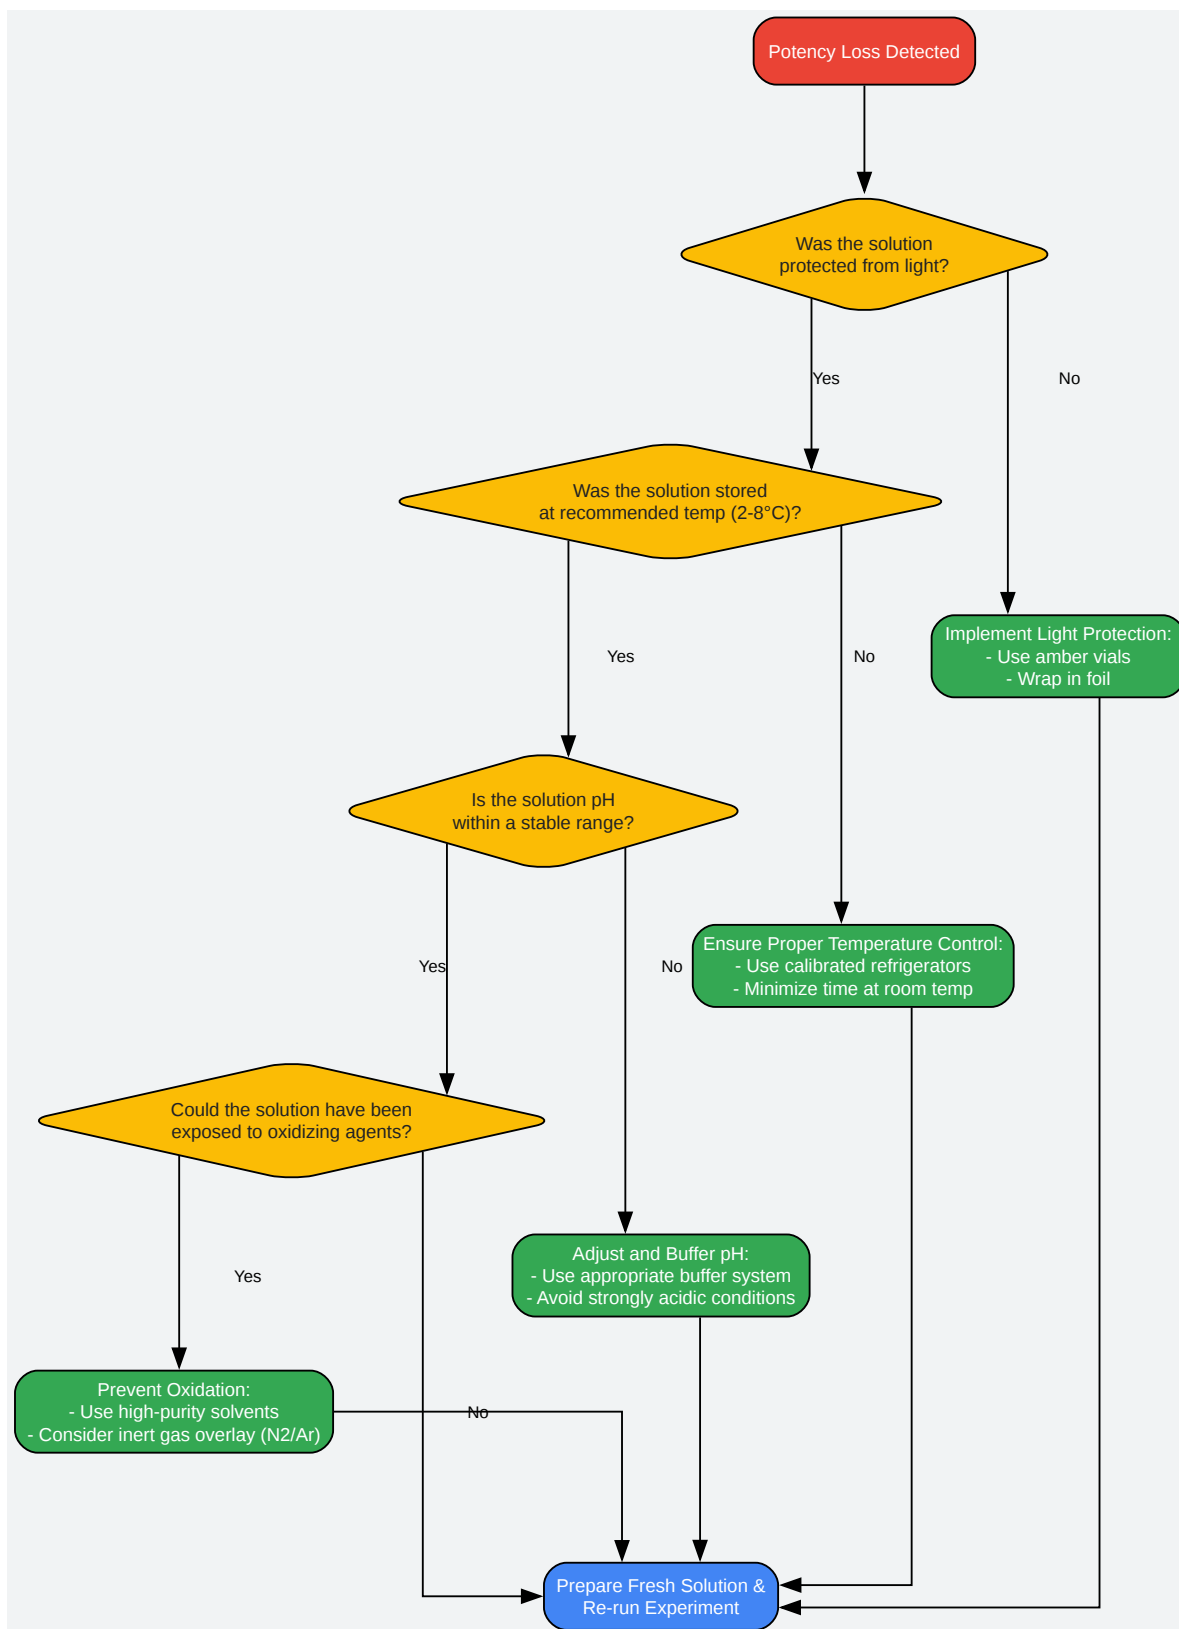 Potency Loss Detected
Was the solution
protected from light?
Yes
No
Was the solution stored
at recommended temp (2-8°C)?
Yes
No
Implement Light Protection:
- Use amber vials
- Wrap in foil
Is the solution pH
within a stable range?
Yes
No
Ensure Proper Temperature Control:
- Use calibrated refrigerators
- Minimize time at room temp
Could the solution have been
exposed to oxidizing agents?
Yes
No
Adjust and Buffer pH:
- Use appropriate buffer system
- Avoid strongly acidic conditions
Prevent Oxidation:
- Use high-purity solvents
- Consider inert gas overlay (N2/Ar)
Prepare Fresh Solution &
Re-run Experiment